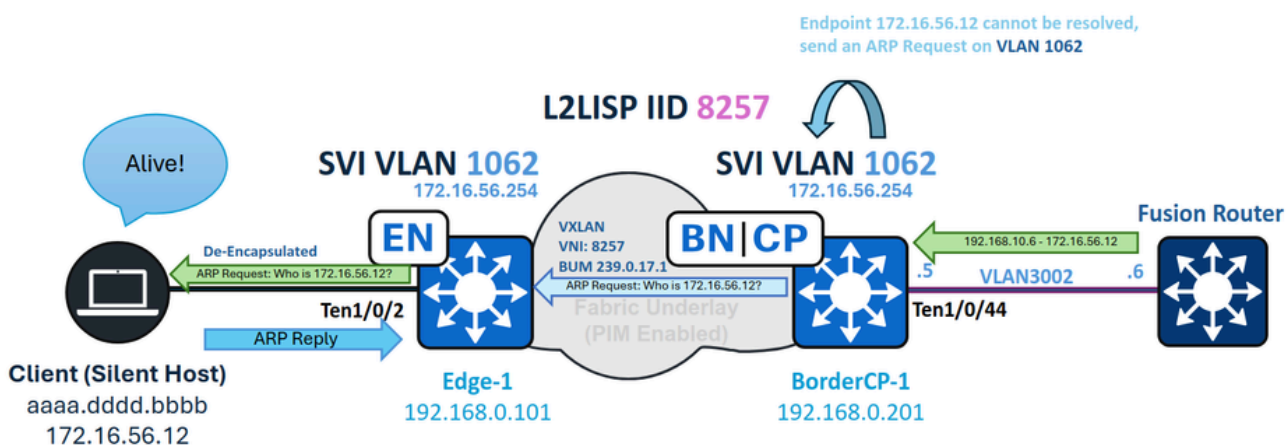 Endpoint 172.16.56.12 cannot be resolved,
send an ARP Request on VLAN 1062
L2LISP IID 8257
Alive!
SVI VLAN 1062
172.16.56.254
SVI VLAN 1062
172.16.56.254
Fusion Router
EN
VXLAN
VNI: 8257
BUM 239.0.17.1
BN|CP
192.168.10.6 - 172.16.56.12
De-Encapsulated
ARP Request: Who is 172.16.56.12?
ARP Request: Who is 172.16.56.12?
.5
VLAN3002
.6
Ten1/0/2
Fabric Underlay
(PIM Enabled)
Ten1/0/44
ARP Reply
Client (Silent Host)
aaaa.dddd.bbbb
172.16.56.12
Edge-1
192.168.0.101
BorderCP-1
192.168.0.201